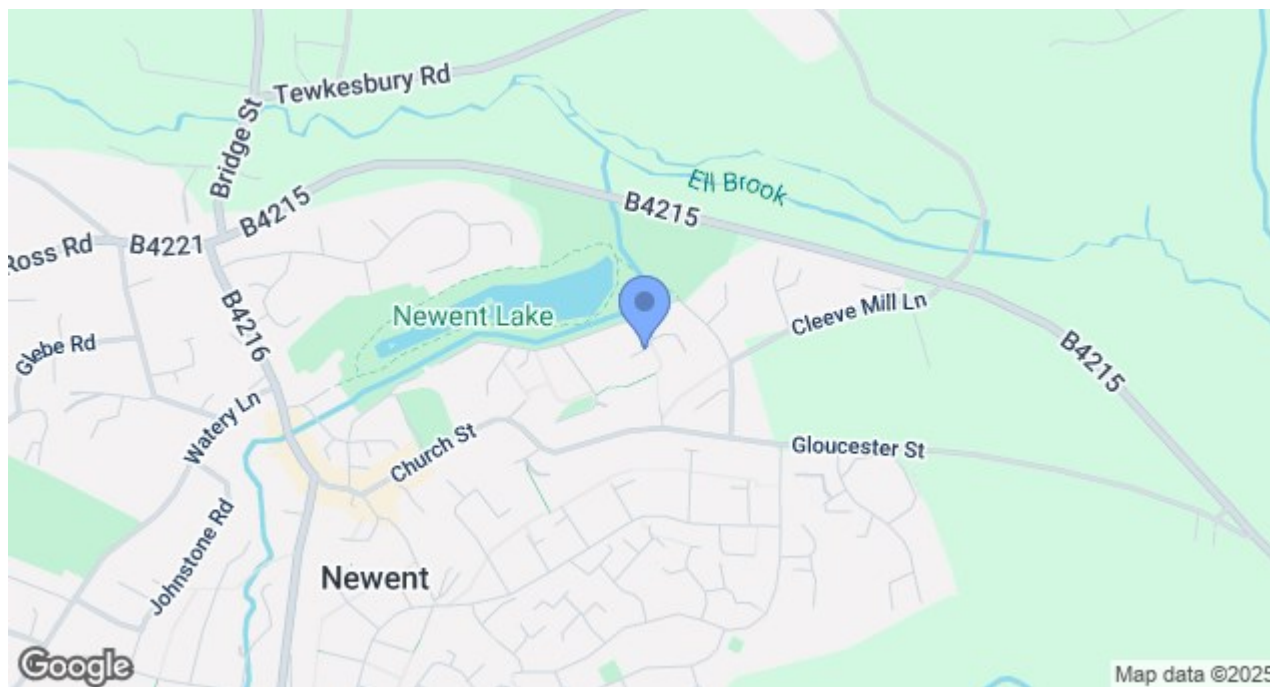 Tewkesbury Rd
Bridge St
B4215
Ell Brook
B4215
Ross Rd
B4221
B4216
Newent Lake
Cleeve Mill Ln
Glebe Rd
B4215
Watery Ln
Church St
Gloucester St
Johnstone Rd
Newent
Google
Map data ©2025